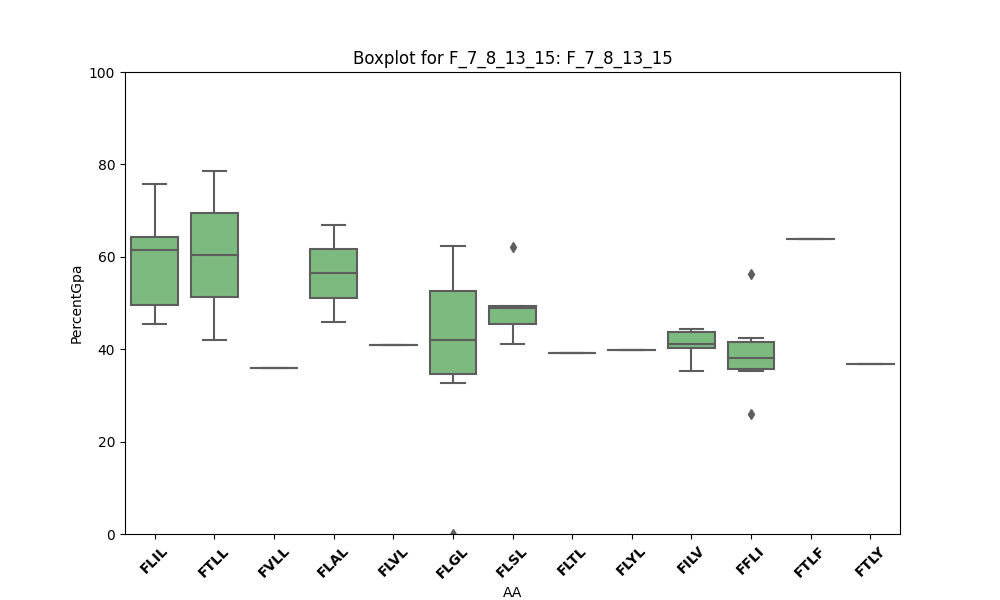 Boxplot for F_7_8_13_15: F_7_8_13_15
100
80
60
40
20
0
PercentGpa
FLIL
FTLL
FVLL
FLAL
FLVL
FLGL
FLSL
FLTL
FLYL
FILV
FFLI
FTLF
FTLY
AA